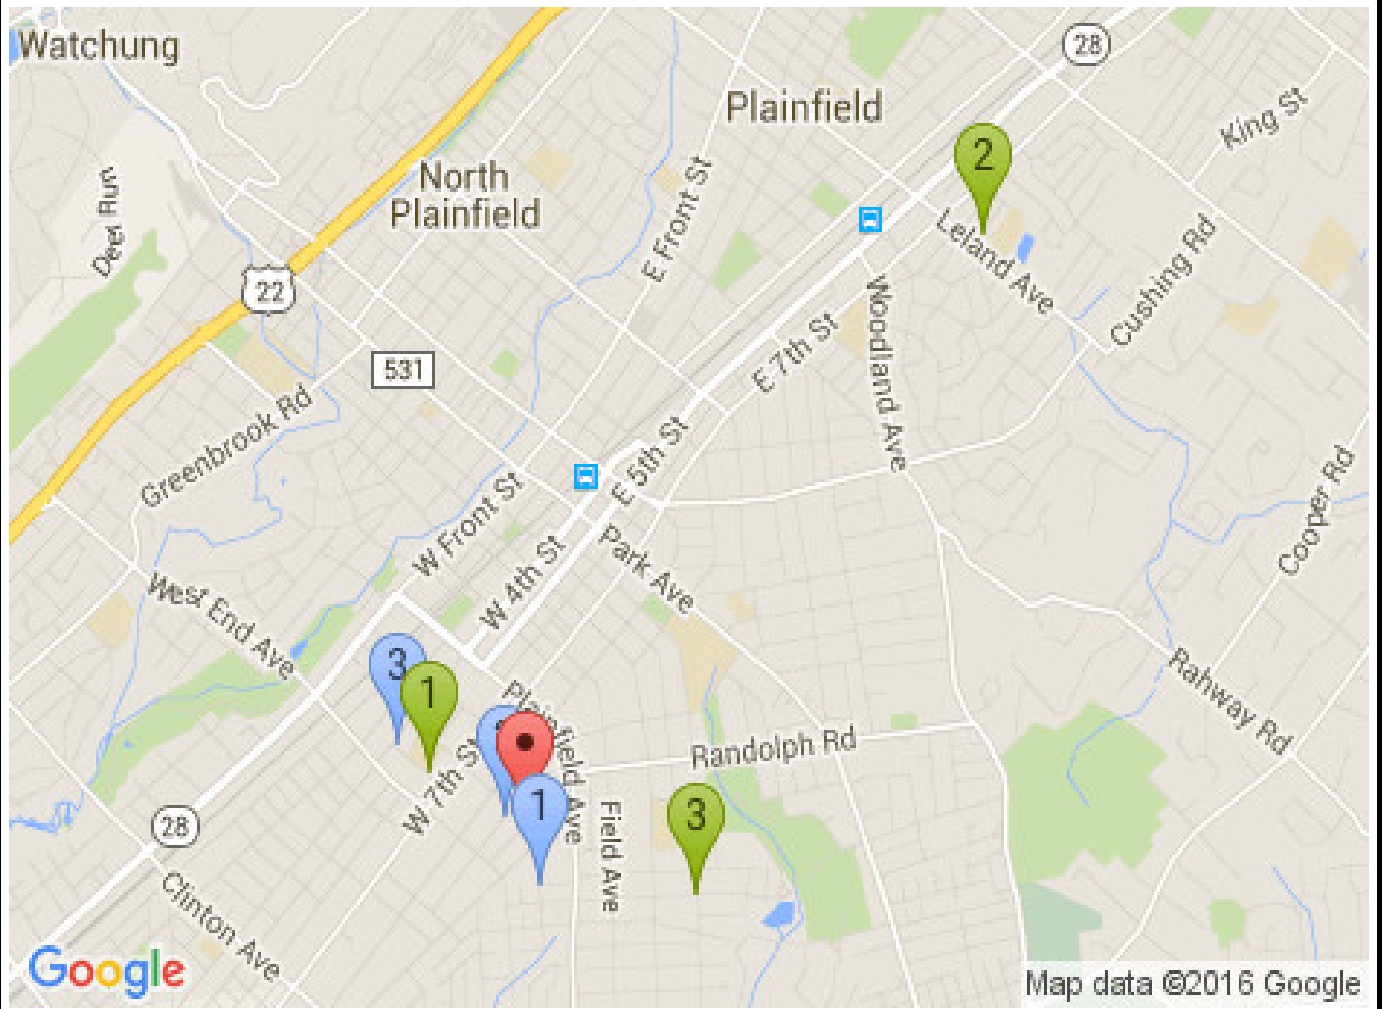 Watchung
28
Plainfield
King St
2
North
Plainfield
E Front St
Deer Run
Leland Ave
Cushing Rd
22
Woodland Ave
E 7th St
531
Greenbrook Rd
E 5th St
W Front St
Cooper Rd
W 4th St
Park Ave
West End Ave
3
1
Plainfield Ave
Rahway Rd
Randolph Rd
W 7th St
1
3
28
Field Ave
Clinton Ave
Google
Map data ©2016 Google